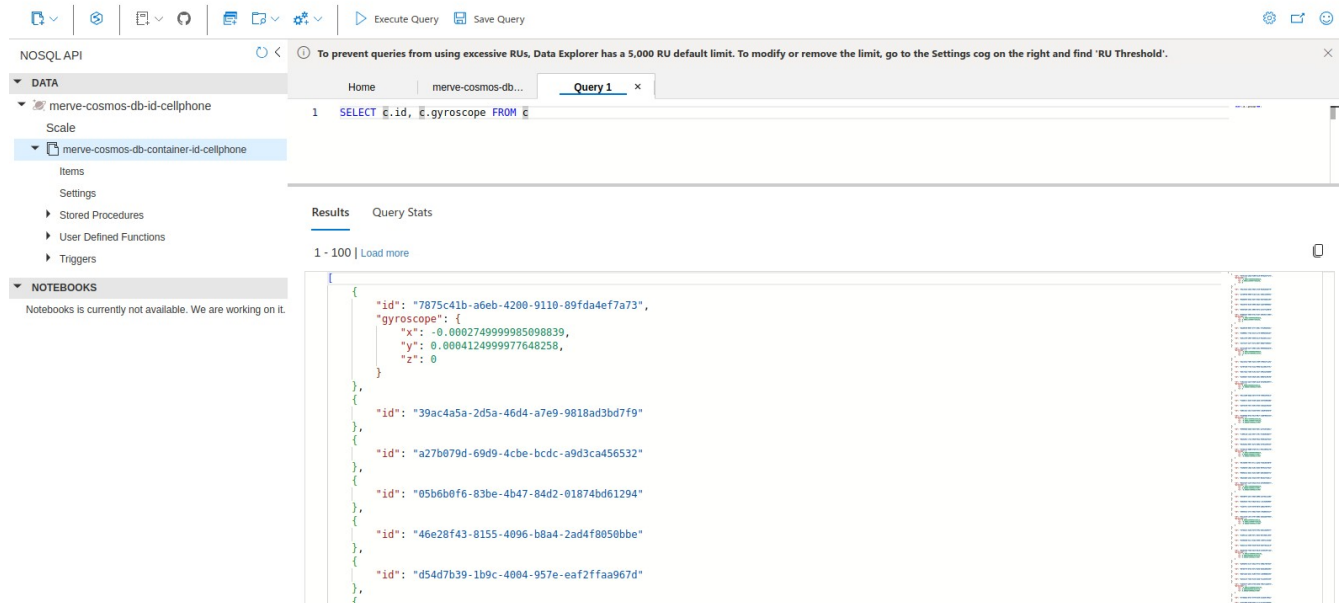 Execute Query
Save Query
NOSQL API
DATA
merve-cosmos-db-id-cellphone
Scale
merve-cosmos-db-container-id-cellphone
Items
Settings
Stored Procedures
User Defined Functions
Triggers
NOTEBOOKS
Notebooks is currently not available. We are working on it.
To prevent queries from using excessive RUs, Data Explorer has a 5,000 RU default limit. To modify or remove the limit, go to the Settings cog on the right and find 'RU Threshold'.
Home
merve-cosmos-db...
Query 1
1 SELECT c.id, c.gyroscope FROM c
Results
Query Stats
1 - 100 | Load more
[
{
"id": "7875c41b-a6eb-4200-9110-89fda4ef7a73",
"gyroscope": {
"x": -0.0002749999985098839,
"y": 0.0004124999977648258,
"z": 0
}
},
{
"id": "39ac4a5a-2d5a-46d4-a7e9-9818ad3bd7f9"
},
{
"id": "a27b079d-69d9-4cbe-bcdc-a9d3ca456532"
},
{
"id": "05b6b0f6-83be-4b47-84d2-01874bd61294"
},
{
"id": "46e28f43-8155-4096-b8a4-2ad4f8050bbe"
},
{
"id": "d54d7b39-1b9c-4004-957e-eaf2ffaa967d"
},
{